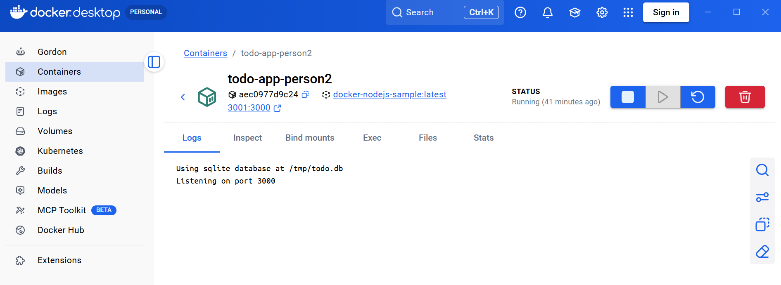 docker.desktop PERSONAL Search Ctrl+K Sign in
Gordon
Containers
Images
Logs
Volumes
Kubernetes
Builds
Models
MCP Toolkit BETA
Docker Hub
Extensions
Containers / todo-app-person2
todo-app-person2
aec0977d9c24 docker-nodejs-sample:latest
3001:3000
STATUS
Running (41 minutes ago)
Logs Inspect Bind mounts Exec Files Stats
Using sqlite database at /tmp/todo.db
Listening on port 3000